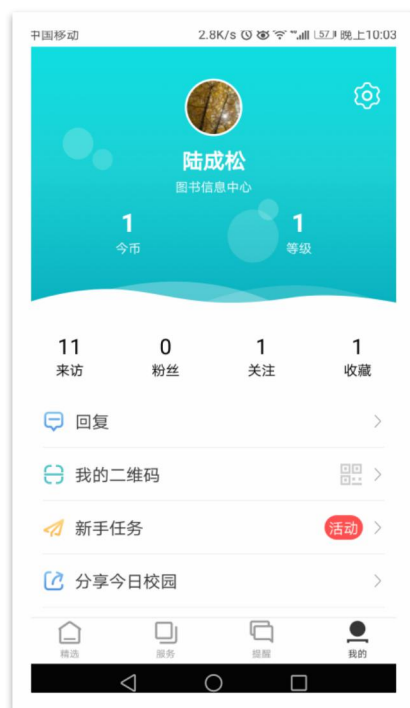 中国移动 2.8K/s 57 晚上10:03
陆成松
图书信息中心
1 1
今币 等级
11 0 1 1
来访 粉丝 关注 收藏
回复
我的二维码
新手任务 活动
分享今日校园
精选 服务 提醒 我的